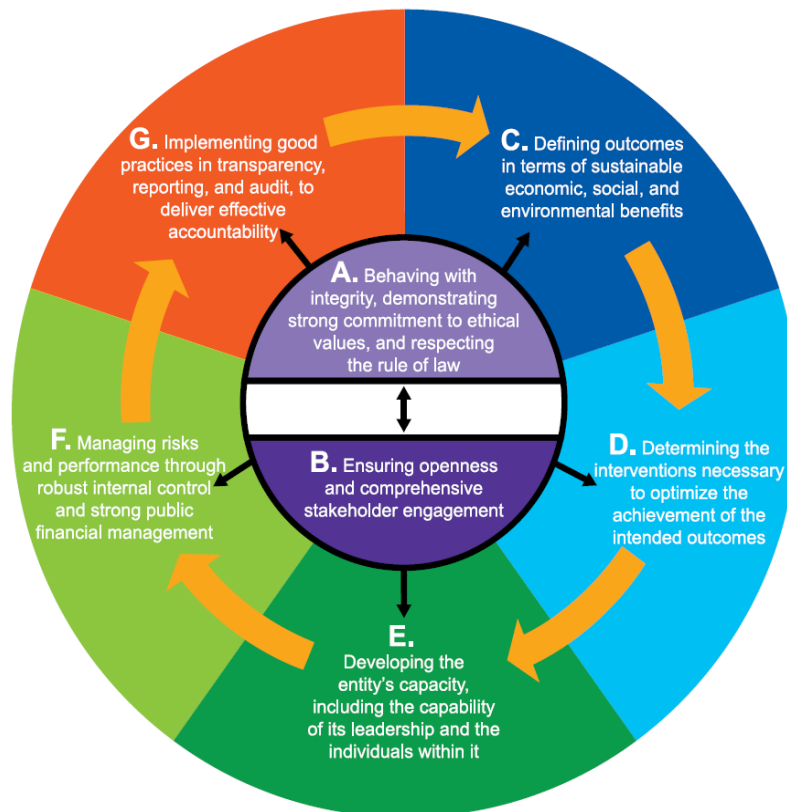 G. Implementing good
practices in transparency,
reporting, and audit, to
deliver effective
accountability
C. Defining outcomes
in terms of sustainable
economic, social, and
environmental benefits
A. Behaving with
integrity, demonstrating
strong commitment to ethical
values, and respecting
the rule of law
B. Ensuring openness
and comprehensive
stakeholder engagement
D. Determining the
interventions necessary
to optimize the
achievement of the
intended outcomes
E.
Developing the
entity's capacity,
including the capability
of its leadership and the
individuals within it
F. Managing risks
and performance through
robust internal control
and strong public
financial management